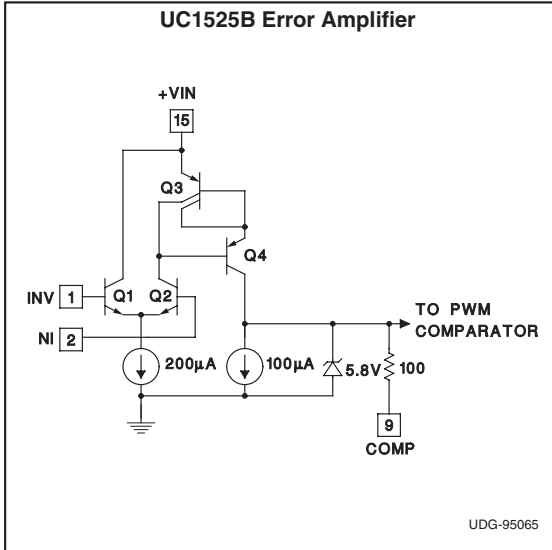 UC1525B Error Amplifier
+VIN
15
Q3
Q4
INV 1 Q1 Q2
NI 2
TO PWM
COMPARATOR
200µA 100µA 5.8V 100
9
COMP
UDG-95065